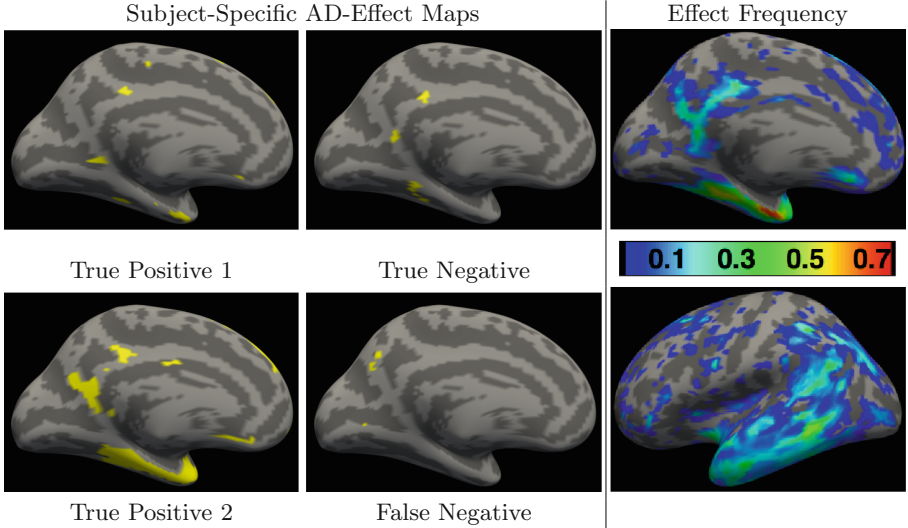 Subject-Specific AD-Effect Maps
Effect Frequency
True Positive 1
True Negative
0.1 0.3 0.5 0.7
True Positive 2
False Negative